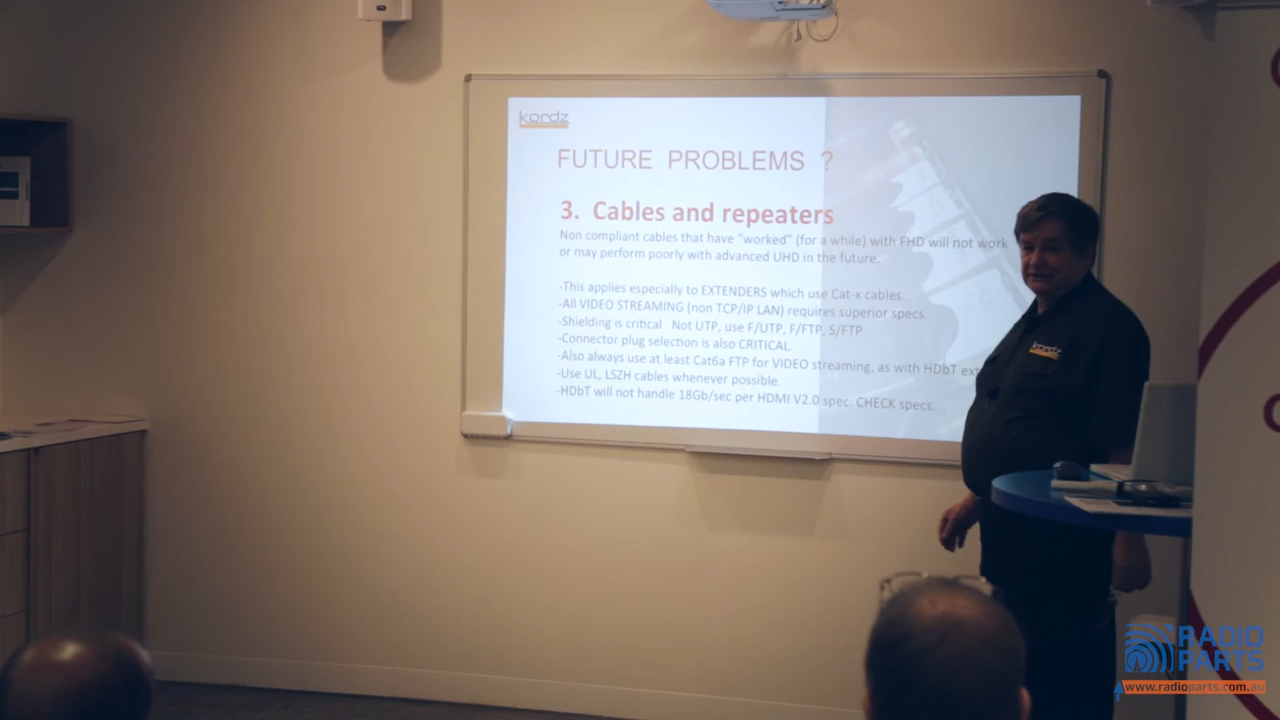 kordz
FUTURE PROBLEMS ?
3. Cables and repeaters
Non compliant cables that have "worked" (for a while) with FHD will not work
or may perform poorly with advanced UHD in the future.
-This applies especially to EXTENDERS which use Cat-x cables.
-All VIDEO STREAMING (non TCP/IP LAN) requires superior specs
-Shielding is critical Not UTP, use F/UTP, F/FTP, S/FTP
-Connector plug selection is also CRITICAL.
-Also always use at least Cat6a FTP for VIDEO streaming, as with HDbT ext
-Use UL, LSZH cables whenever possible.
-HDbT will not handle 18Gb/sec per HDMI V2.0 spec. CHECK specs.
kordz
RADIO
PARTS
www.radioparts.com.au